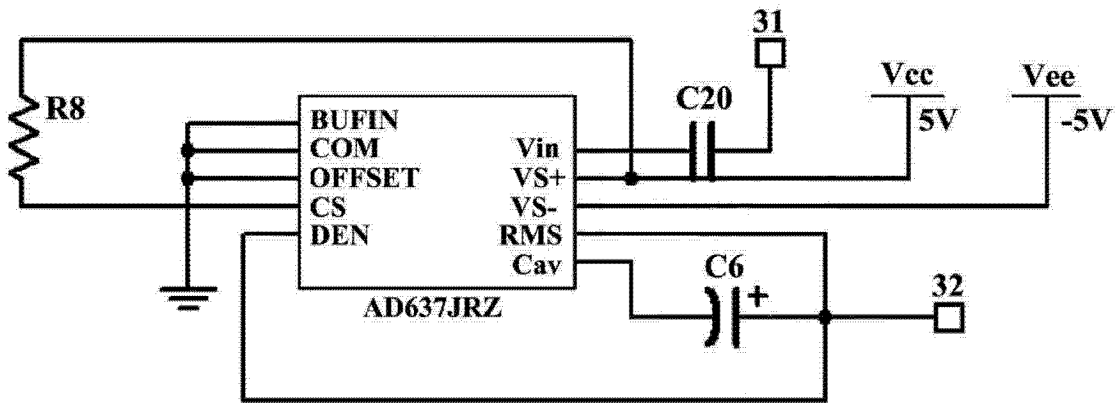 31
Vcc
Vee
R8
C20
5V
-5V
BUFIN
COM
Vin
OFFSET
VS+
CS
VS-
DEN
RMS
Cav
C6
+
32
AD637JRZ